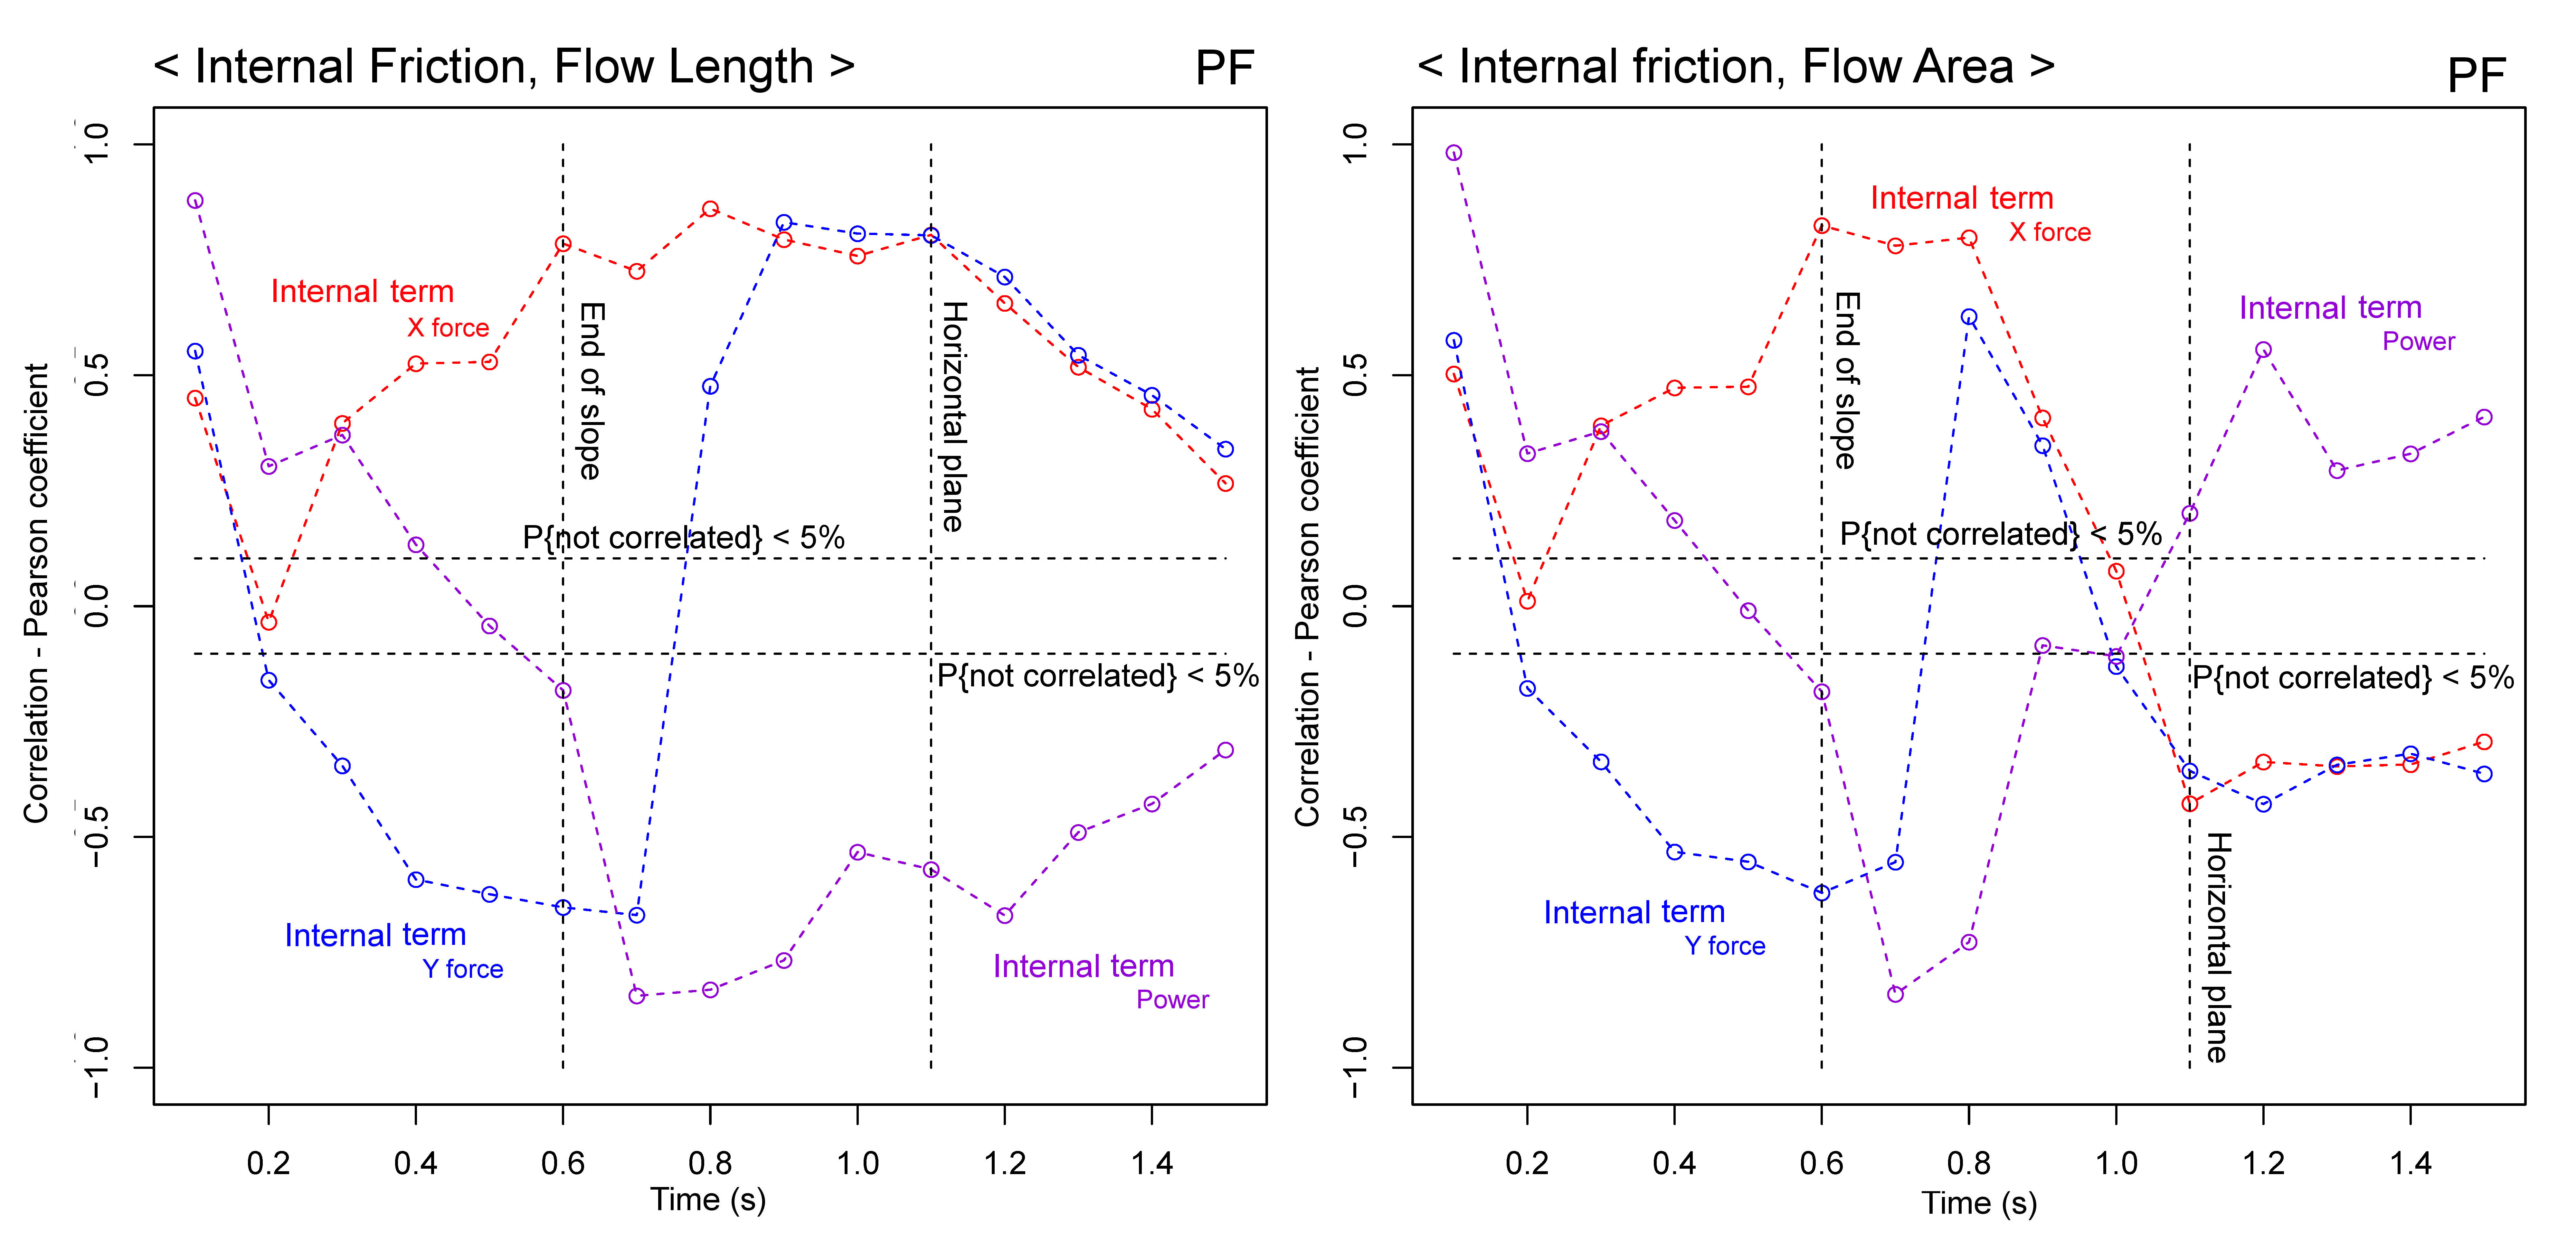 < Internal Friction, Flow Length >
PF
1.0
0.5
0.0
−0.5
−1.0
Correlation - Pearson coefficient
Internal term
X force
End of slope
Horizontal plane
P{not correlated} < 5%
P{not correlated} < 5%
Internal term
Y force
Internal term
Power
0.2 0.4 0.6 0.8 1.0 1.2 1.4
Time (s)
< Internal friction, Flow Area >
PF
1.0
0.5
0.0
−0.5
−1.0
Correlation - Pearson coefficient
Internal term
X force
Internal term
Power
End of slope
P{not correlated} < 5%
P{not correlated} < 5%
Internal term
Y force
Horizontal plane
0.2 0.4 0.6 0.8 1.0 1.2 1.4
Time (s)